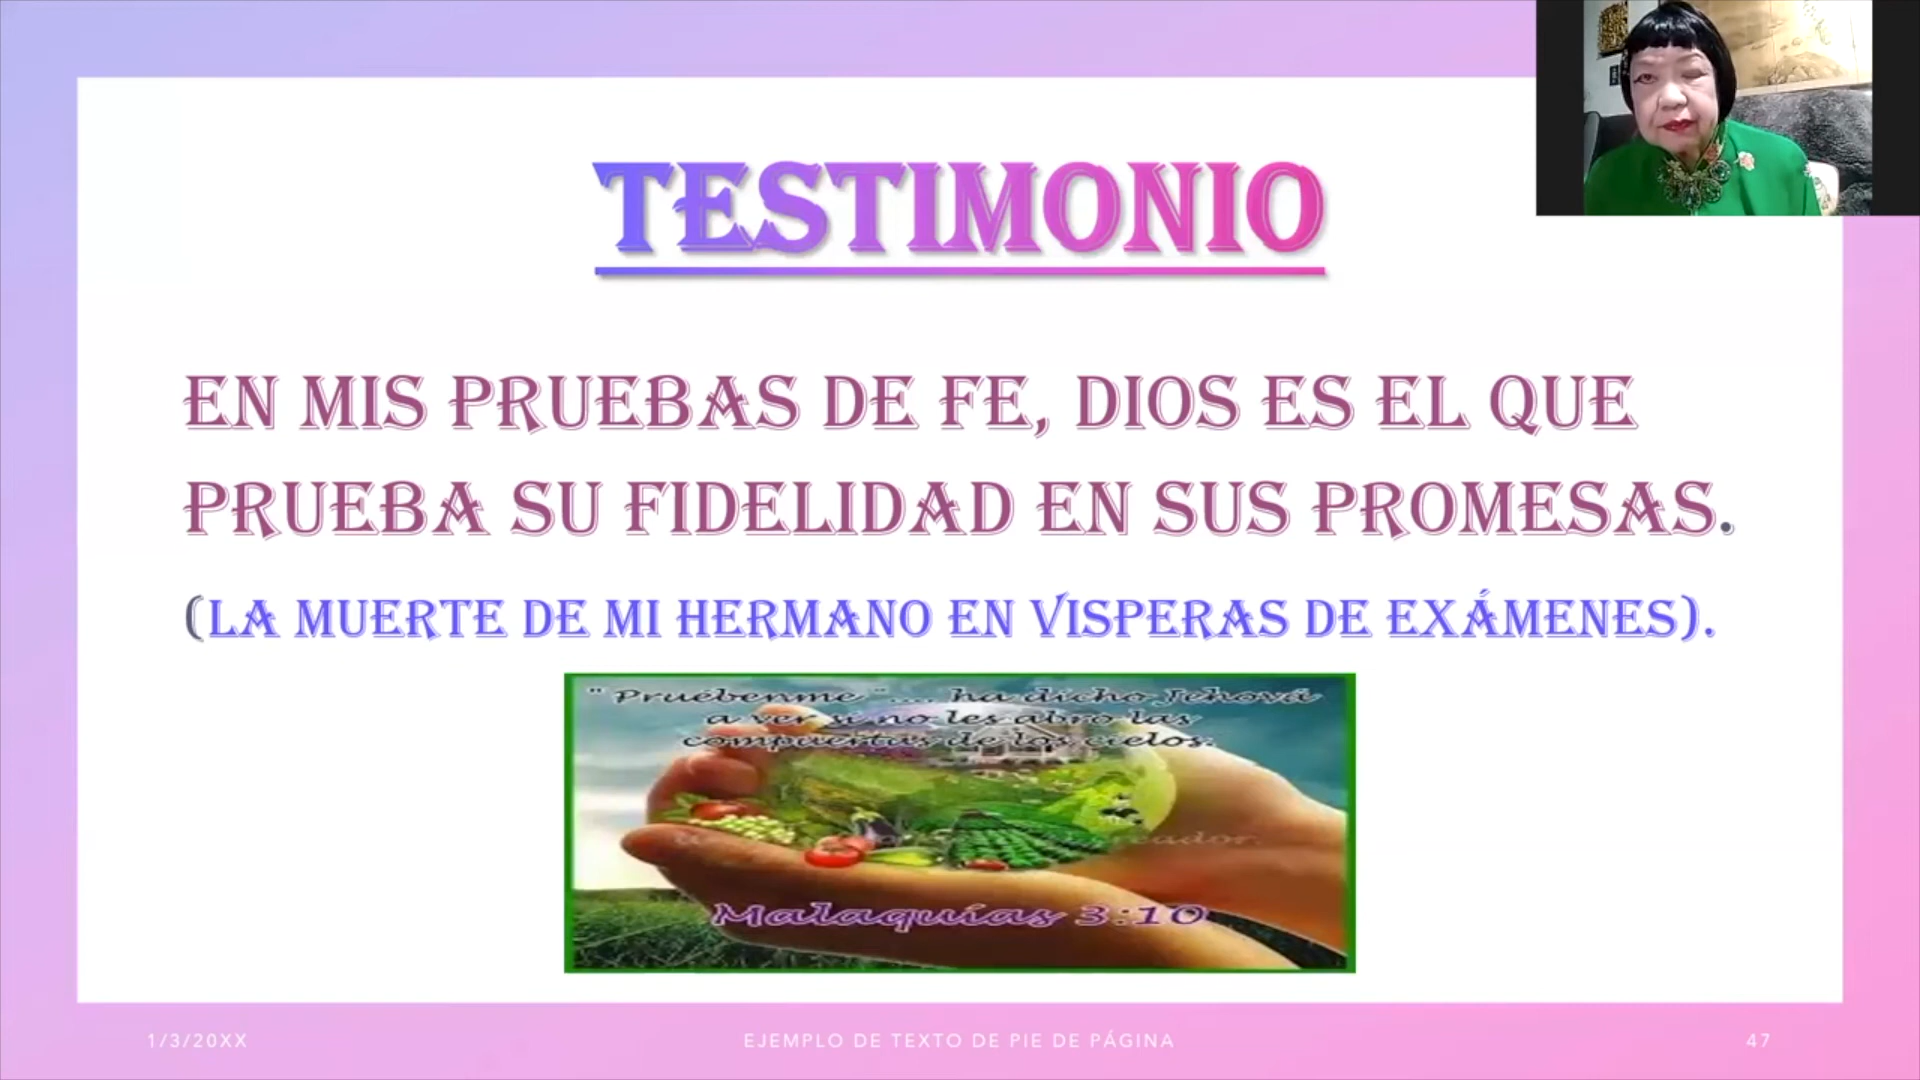 TESTIMONIO
EN MIS PRUEBAS DE FE, DIOS ES EL QUE
PRUEBA SU FIDELIDAD EN SUS PROMESAS.
(LA MUERTE DE MI HERMANO EN VISPERAS DE EXÁMENES).
" Pruébenme ".... ha dicho Jehová
a ver si no les abro las
compuertas de los cielos.
Malaquias 3:10
1/3/20XX
EJEMPLO DE TEXTO DE PIE DE PÁGINA
47